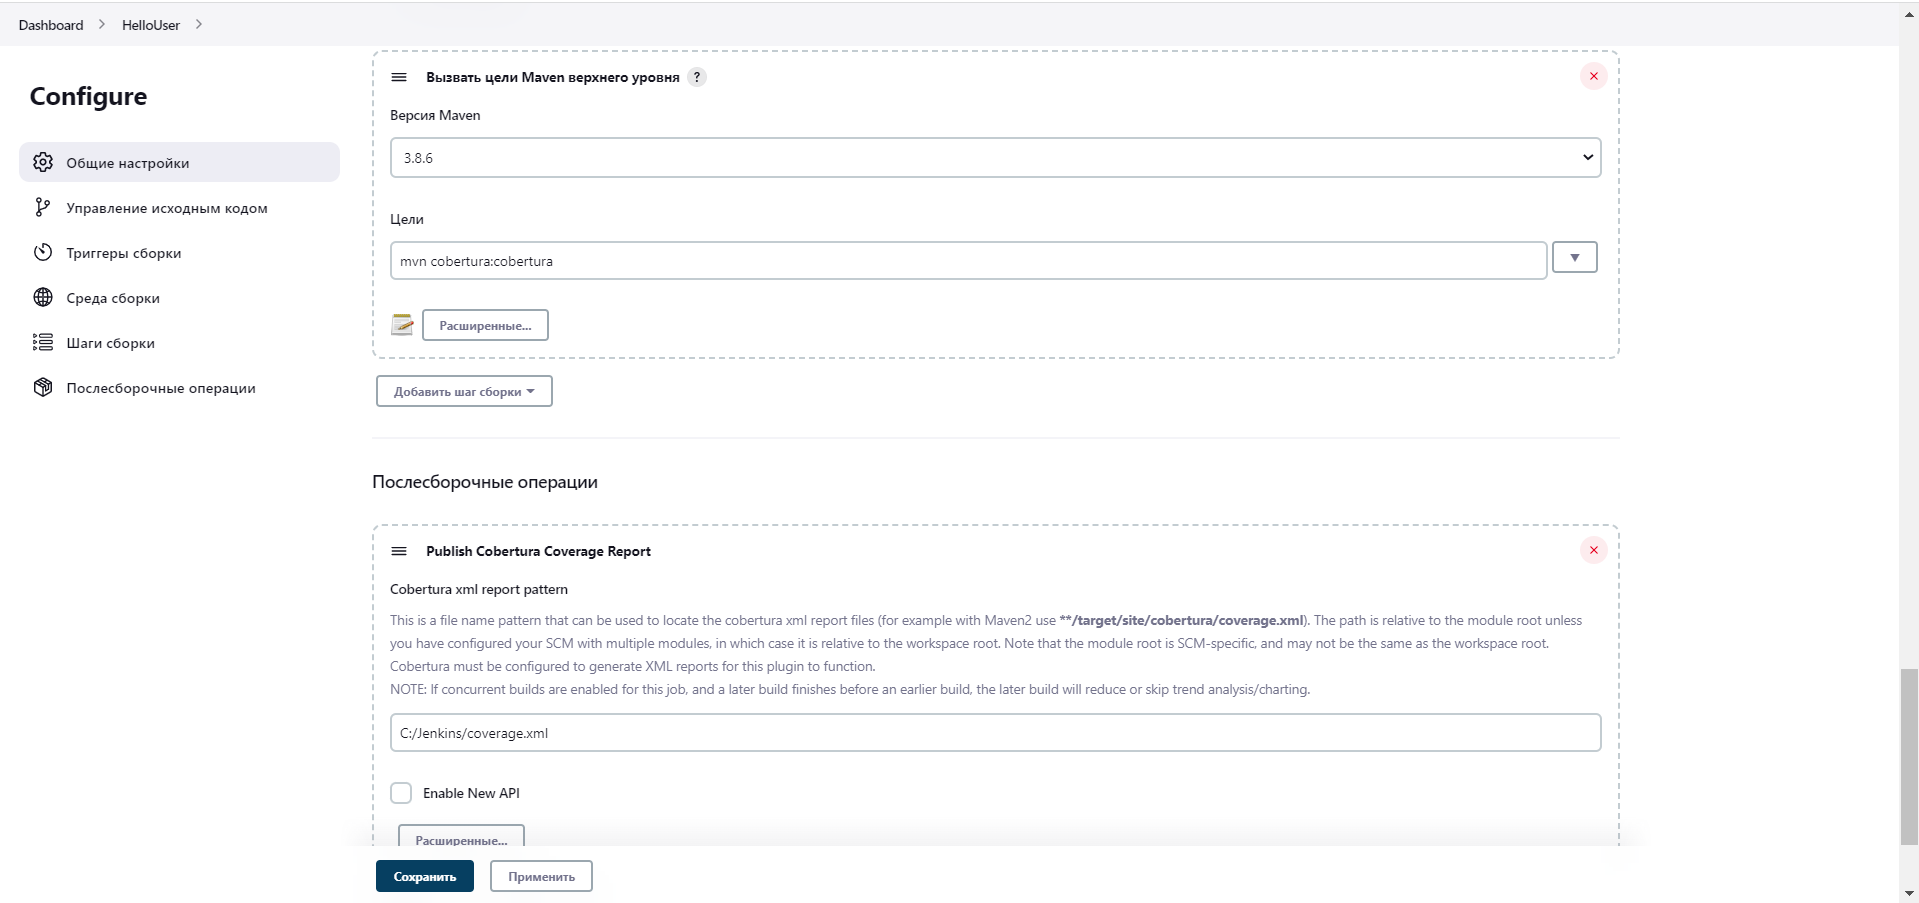 Dashboard > HelloUser >
Configure
Общие настройки
Управление исходным кодом
Триггеры сборки
Среда сборки
Шаги сборки
Послесборочные операции
Вызвать цели Maven верхнего уровня ?
Версия Maven
3.8.6
Цели
mvn cobertura:cobertura
Расширенные...
Добавить шаг сборки
Послесборочные операции
Publish Cobertura Coverage Report
Cobertura xml report pattern
This is a file name pattern that can be used to locate the cobertura xml report files (for example with Maven2 use **/target/site/cobertura/coverage.xml). The path is relative to the module root unless
you have configured your SCM with multiple modules, in which case it is relative to the workspace root. Note that the module root is SCM-specific, and may not be the same as the workspace root.
Cobertura must be configured to generate XML reports for this plugin to function.
NOTE: If concurrent builds are enabled for this job, and a later build finishes before an earlier build, the later build will reduce or skip trend analysis/charting.
C:/Jenkins/coverage.xml
Enable New API
Расширенные...
Сохранить
Применить